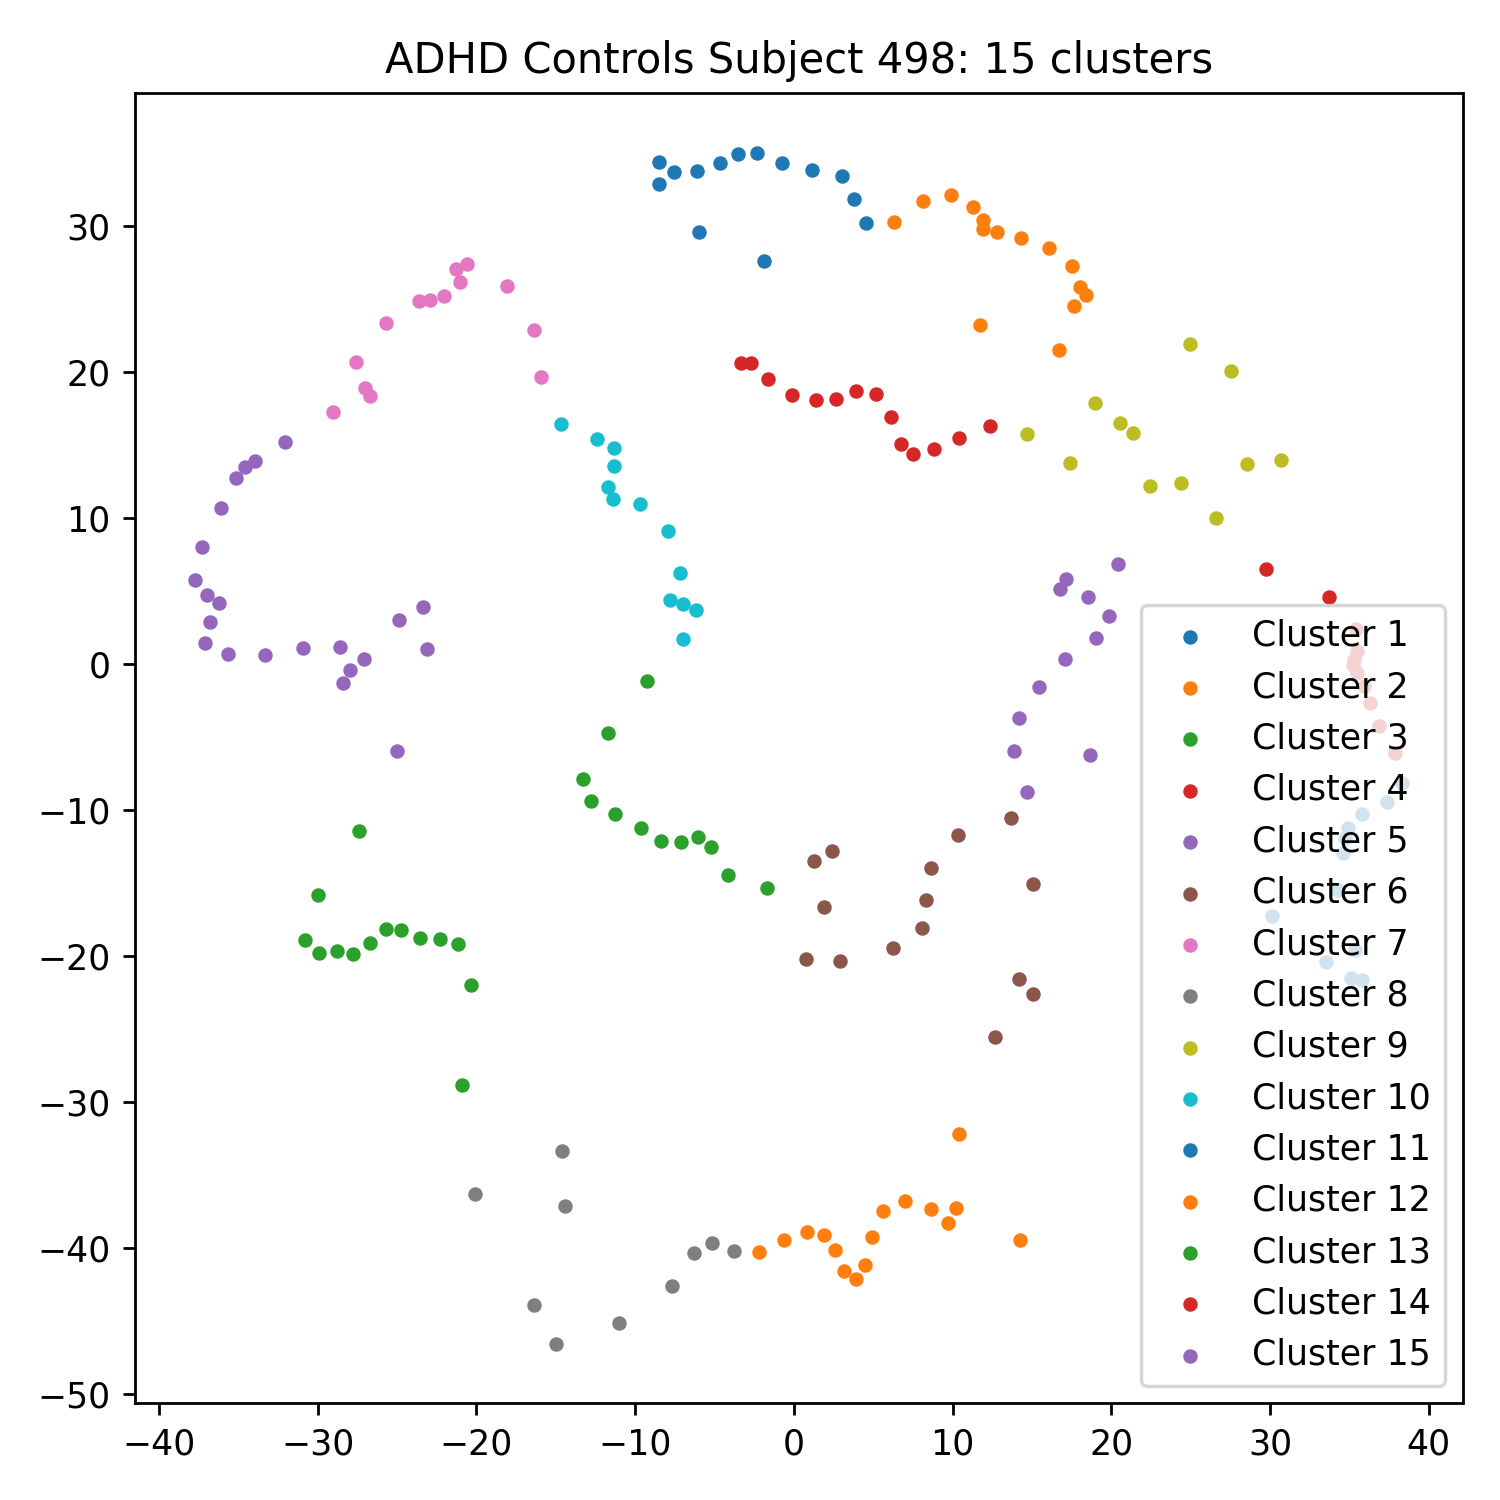 ADHD Controls Subject 498: 15 clusters
30
20
10
0
−10
−20
−30
−40
−50
−40 −30 −20 −10 0 10 20 30 40
Cluster 1
Cluster 2
Cluster 3
Cluster 4
Cluster 5
Cluster 6
Cluster 7
Cluster 8
Cluster 9
Cluster 10
Cluster 11
Cluster 12
Cluster 13
Cluster 14
Cluster 15